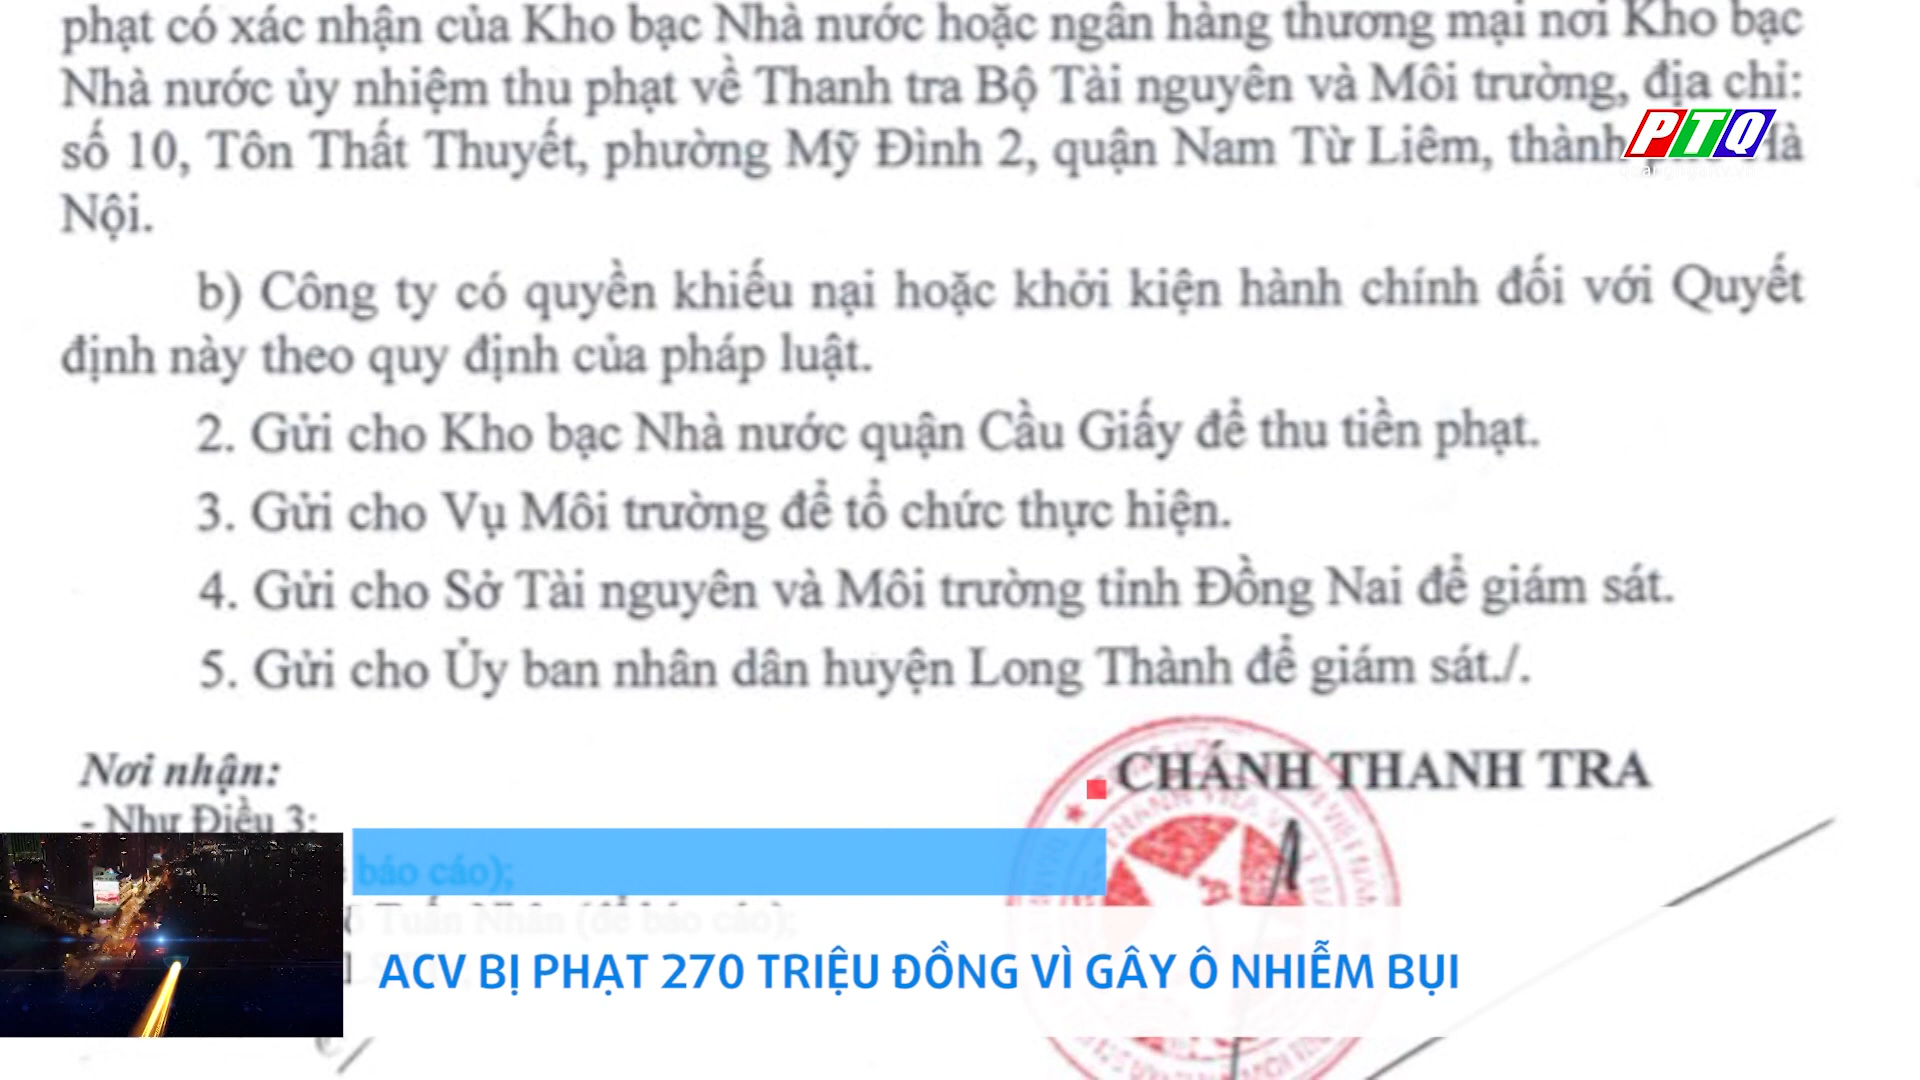 phạt có xác nhận của Kho bạc Nhà nước hoặc ngân hàng thương mại nơi Kho bạc
Nhà nước ủy nhiệm thu phạt về Thanh tra Bộ Tài nguyên và Môi trường, địa chỉ:
số 10, Tôn Thất Thuyết, phường Mỹ Đình 2, quận Nam Từ Liêm, thành Hà
PTQ
Nội.
b) Công ty có quyền khiếu nại hoặc khởi kiện hành chính đối với Quyết
định này theo quy định của pháp luật.
2. Gửi cho Kho bạc Nhà nước quận Cầu Giấy để thu tiền phạt.
3. Gửi cho Vụ Môi trường để tổ chức thực hiện.
4. Gửi cho Sở Tài nguyên và Môi trường tỉnh Đồng Nai để giám sát.
5. Gửi cho Ủy ban nhân dân huyện Long Thành để giám sát./.
Nơi nhận:
CHÁNH THANH TRA
- Như Điều 3;
báo cáo);
Tuấn Nhân (để báo cáo);
ACV BỊ PHẠT 270 TRIỆU ĐỒNG VÌ GÂY Ô NHIỄM BỤI